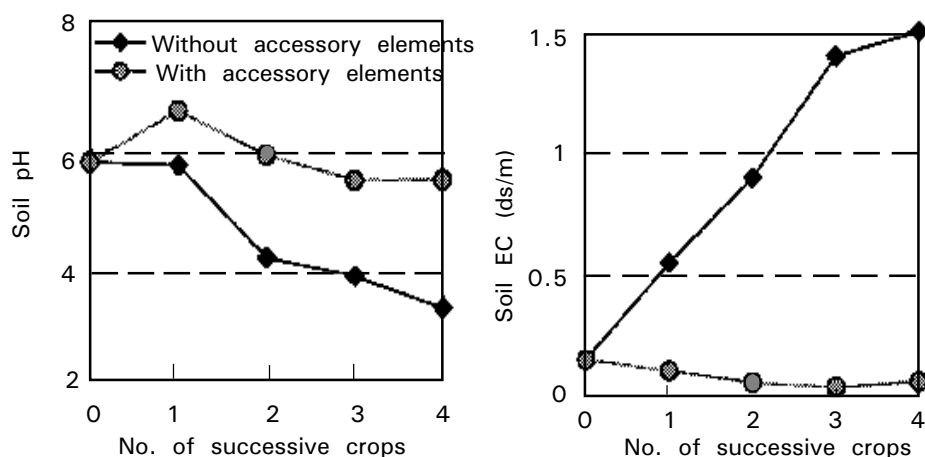 8
Without accessory elements
With accessory elements
6
4
2
Soil pH
0 1 2 3 4
No. of successive crops
1.5
1
0.5
0
Soil EC (ds/m)
0 1 2 3 4
No. of successive crops